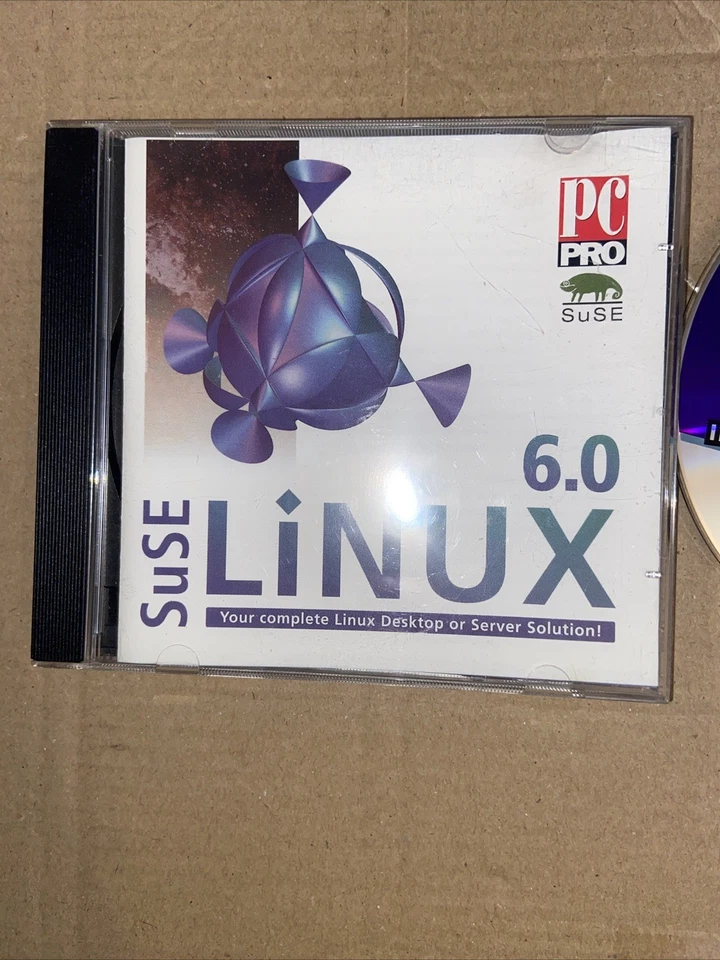 PC
PRO
SuSE
6.0
SuSE
LiNUX
Your complete Linux Desktop or Server Solution!